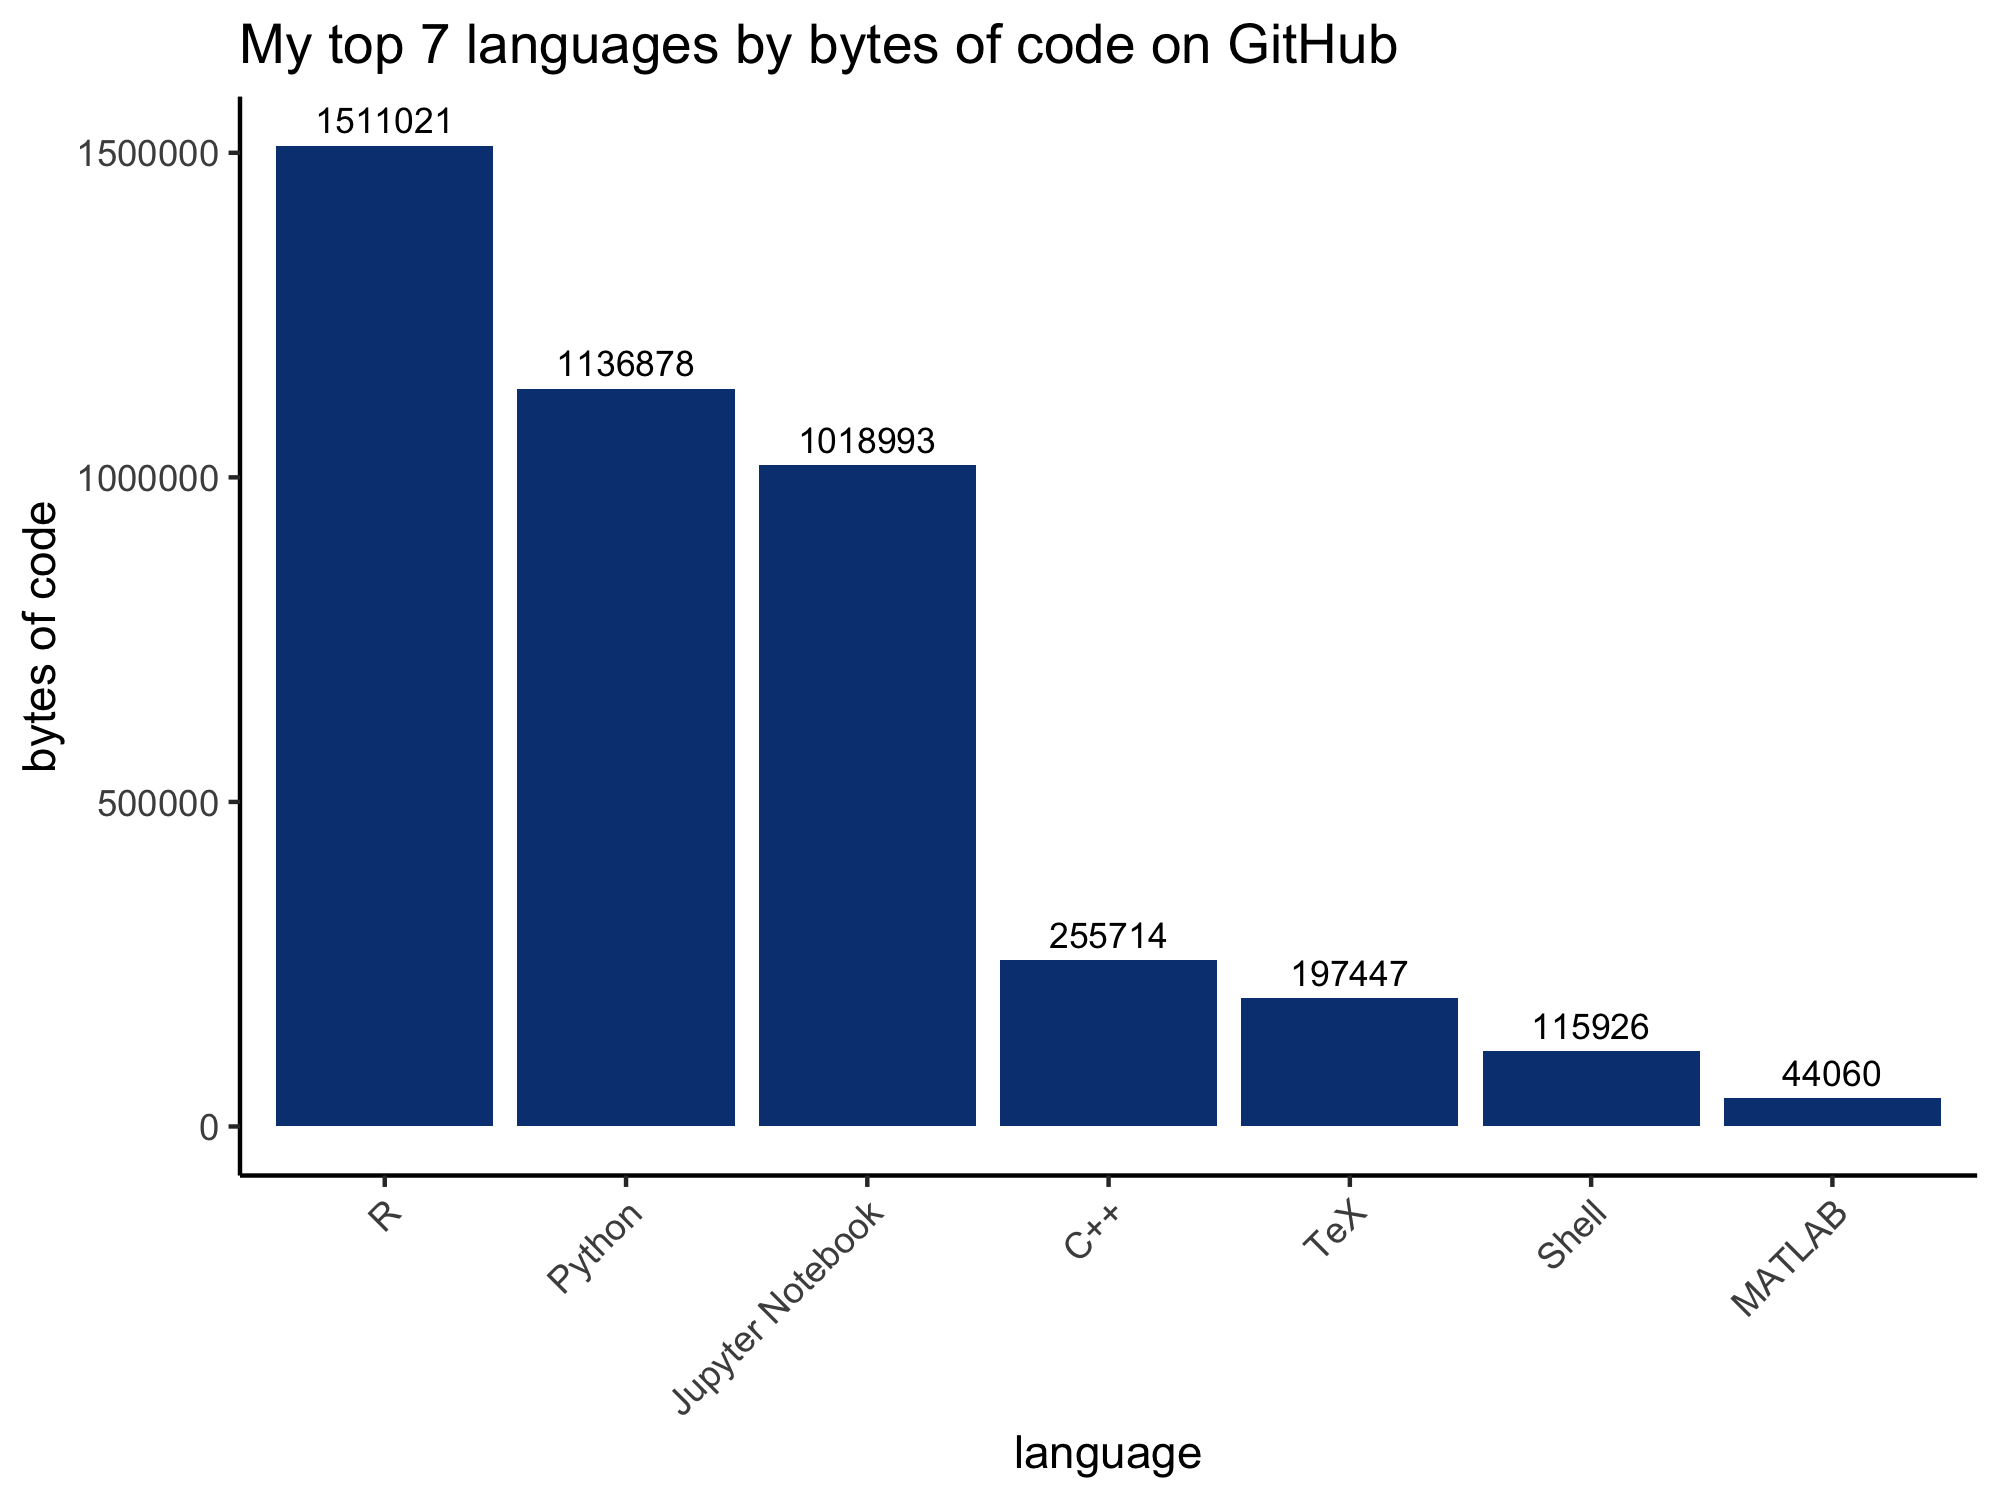 My top 7 languages by bytes of code on GitHub
1511021
1136878
1018993
255714
197447
115926
44060
1500000
1000000
500000
0
bytes of code
R
Python
Jupyter Notebook
C++
TeX
Shell
MATLAB
language